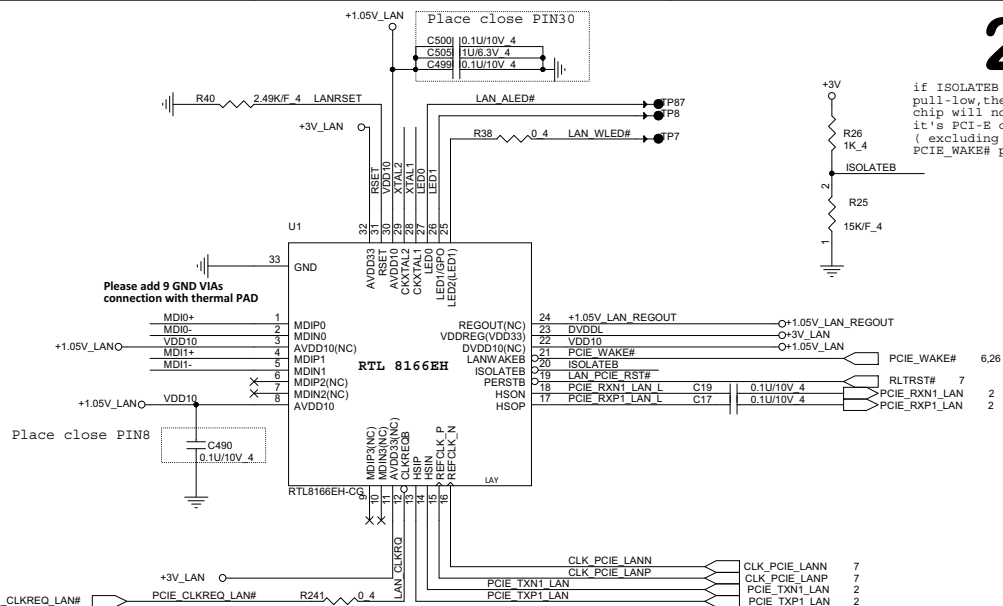 +1.05V_LAN
Place close PIN30
C500 0.1U/10V_4
C505 1U/6.3V_4
C499 0.1U/10V_4
2
+3V
if ISOLATEB
pull-low,the
chip will no
it's PCI-E o
( excluding
PCIE_WAKE# p
R26
1K_4
ISOLATEB
2
R25
15K/F_4
1
R40 2.49K/F_4 LANRSET
LAN_ALED#
TP87
TP8
+3V_LAN
R38 0_4 LAN_WLED#
TP7
RSET
VDD10
XTAL2
XTAL1
LED0
LED1
U1
32
31
30
29
28
27
26
25
AVDD33
RSET
AVDD10
CKXTAL2
CKXTAL1
LED0
LED1/GPO
LED2(LED1)
33 GND
Please add 9 GND VIAs
connection with thermal PAD
MDI0+ 1 MDIP0
MDI0- 2 MDIN0
+1.05V_LAN VDD10 3 AVDD10(NC)
MDI1+ 4 MDIP1
MDI1- 5 MDIN1
6 MDIP2(NC)
7 MDIN2(NC)
+1.05V_LAN VDD10 8 AVDD10
RTL 8166EH
REGOUT(NC) 24 +1.05V_LAN_REGOUT +1.05V_LAN_REGOUT
VDDREG(VDD33) 23 DVDDL +3V_LAN
DVDD10(NC) 22 VDD10 +1.05V_LAN
LANWAKEB 21 PCIE_WAKE# PCIE_WAKE# 6,26
ISOLATEB 20 ISOLATEB
PERSTB 19 LAN_PCIE_RST# RLTRST# 7
HSON 18 PCIE_RXN1_LAN_L C19 0.1U/10V_4 PCIE_RXN1_LAN 2
HSOP 17 PCIE_RXP1_LAN_L C17 0.1U/10V_4 PCIE_RXP1_LAN 2
Place close PIN8
C490
0.1U/10V_4
MDIP3(NC)
MDIN3(NC)
AVDD33(NC)
CLKREQB
HSIP
HSIN
REFCLK_P
REFCLK_N
LAY
RTL8166EH-CG
9
10
11
12
13
14
15
16
LAN_CLKRQ
CLK_PCIE_LANN CLK_PCIE_LANN 7
CLK_PCIE_LANP CLK_PCIE_LANP 7
+3V_LAN
PCIE_TXN1_LAN PCIE_TXN1_LAN 2
_CLKREQ_LAN# PCIE_CLKREQ_LAN# R241 0_4
PCIE_TXP1_LAN PCIE_TXP1_LAN 2